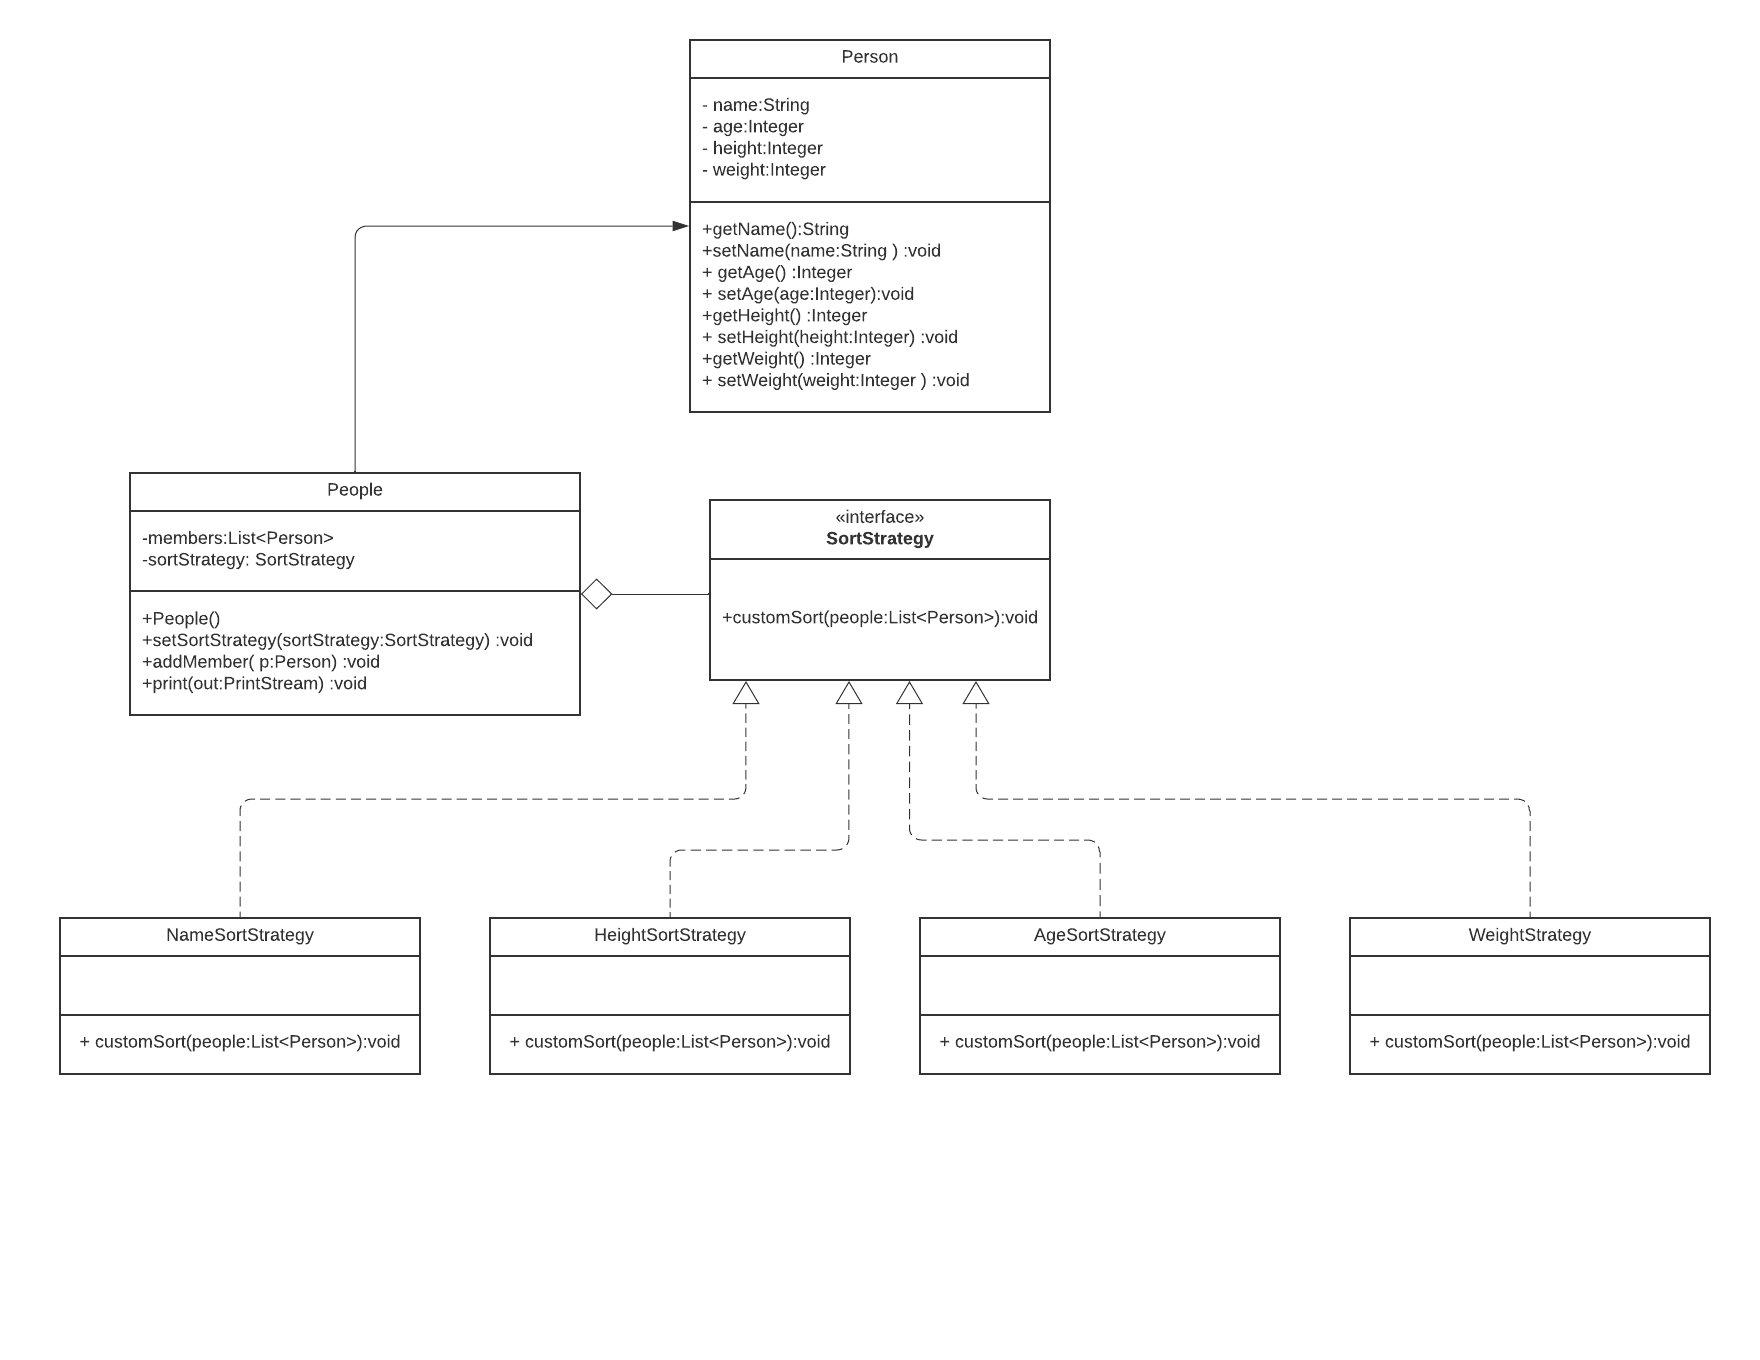 Person
- name:String
- age:Integer
- height:Integer
- weight:Integer
+getName():String
+setName(name:String ) :void
+ getAge() :Integer
+ setAge(age:Integer):void
+getHeight() :Integer
+ setHeight(height:Integer) :void
+getWeight() :Integer
+ setWeight(weight:Integer ) :void
People
-members:List<Person>
-sortStrategy: SortStrategy
+People()
+setSortStrategy(sortStrategy:SortStrategy) :void
+addMember( p:Person) :void
+print(out:PrintStream) :void
«interface»
SortStrategy
+customSort(people:List<Person>):void
NameSortStrategy
+ customSort(people:List<Person>):void
HeightSortStrategy
+ customSort(people:List<Person>):void
AgeSortStrategy
+ customSort(people:List<Person>):void
WeightStrategy
+ customSort(people:List<Person>):void